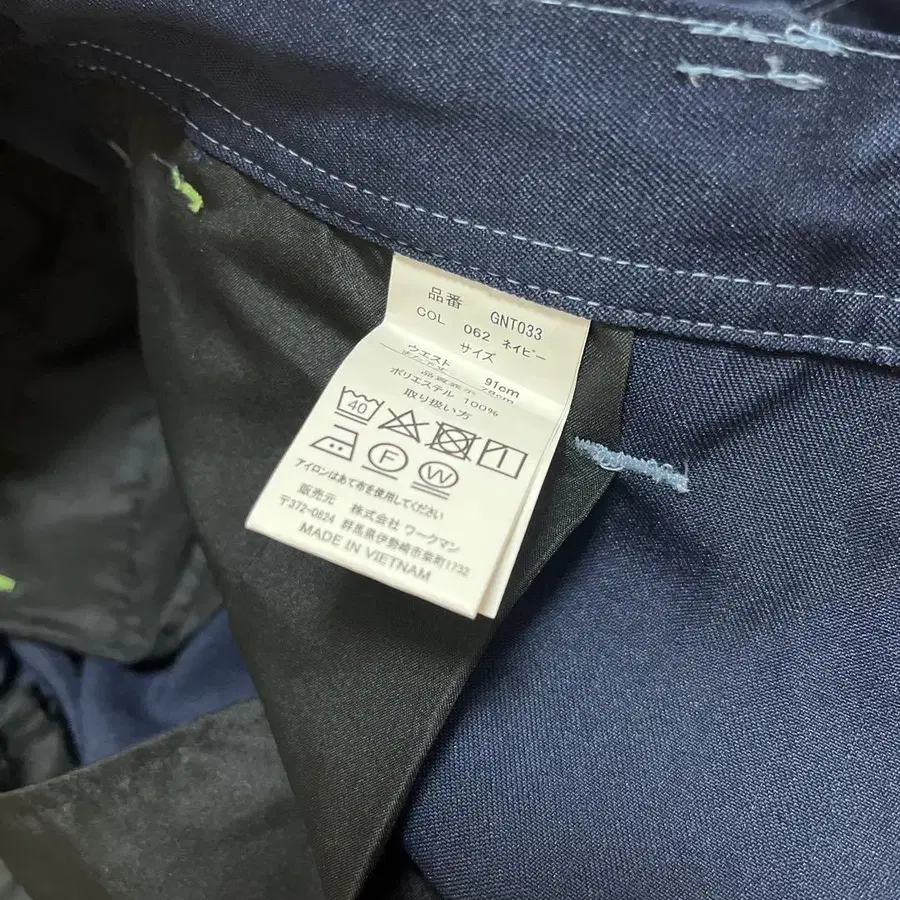 品番 GNT033
COL 062 ネイビー
サイズ
ウエスト 91cm
ポリエステル 100%
取り扱い方
40
F
W
アイロンはあて布を使用してください
販売元 株式会社 ワークマン
〒372-0824 群馬県伊勢崎市柴町1732
MADE IN VIETNAM